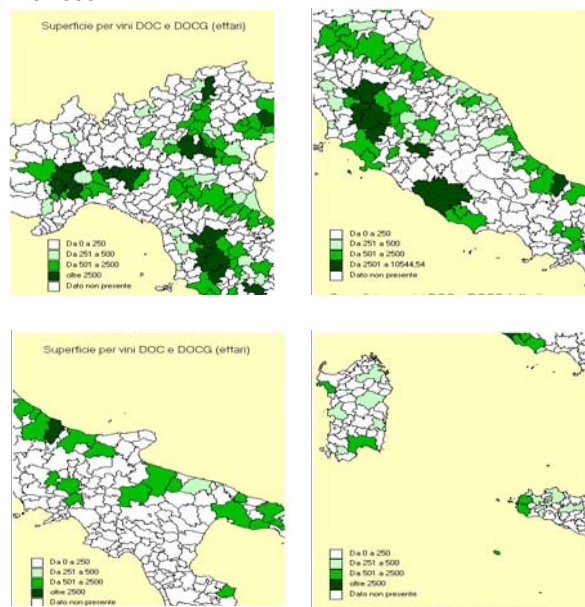 Superficie per vini DOC e DOCG (ettari)
Da 0 a 250
Da 251 a 500
Da 501 a 2500
oltre 2500
Dato non presente
Da 0 a 250
Da 251 a 500
Da 501 a 2500
Da 2501 a 10544,54
Dato non presente
Superficie per vini DOC e DOCG (ettari)
Da 0 a 250
Da 251 a 500
Da 501 a 2500
oltre 2500
Dato non presente
Da 0 a 250
Da 251 a 500
Da 501 a 2500
oltre 2500
Dato non presente